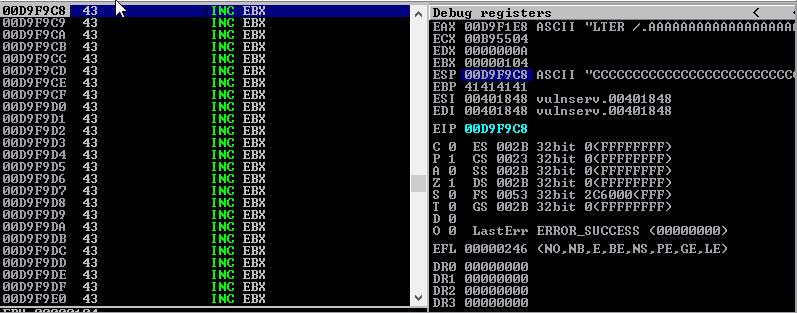 00D9F9C8 43 INC EBX
00D9F9C9 43 INC EBX
00D9F9CA 43 INC EBX
00D9F9CB 43 INC EBX
00D9F9CC 43 INC EBX
00D9F9CD 43 INC EBX
00D9F9CE 43 INC EBX
00D9F9CF 43 INC EBX
00D9F9D0 43 INC EBX
00D9F9D1 43 INC EBX
00D9F9D2 43 INC EBX
00D9F9D3 43 INC EBX
00D9F9D4 43 INC EBX
00D9F9D5 43 INC EBX
00D9F9D6 43 INC EBX
00D9F9D7 43 INC EBX
00D9F9D8 43 INC EBX
00D9F9D9 43 INC EBX
00D9F9DA 43 INC EBX
00D9F9DB 43 INC EBX
00D9F9DC 43 INC EBX
00D9F9DD 43 INC EBX
00D9F9DE 43 INC EBX
00D9F9DF 43 INC EBX
00D9F9E0 43 INC EBX
Debug registers < <
EAX 00D9F1E8 ASCII "LTER /.AAAAAAAAAAAAAAAAAAA
ECX 00B95504
EDX 0000000A
EBX 00000104
ESP 00D9F9C8 ASCII "CCCCCCCCCCCCCCCCCCCCCCCCCC
EBP 41414141
ESI 00401848 vulnserv.00401848
EDI 00401848 vulnserv.00401848
EIP 00D9F9C8
C 0 ES 002B 32bit 0(FFFFFFFF)
P 1 CS 0023 32bit 0(FFFFFFFF)
A 0 SS 002B 32bit 0(FFFFFFFF)
Z 1 DS 002B 32bit 0(FFFFFFFF)
S 0 FS 0053 32bit 2C6000(FFF)
T 0 GS 002B 32bit 0(FFFFFFFF)
D 0
O 0 LastErr ERROR_SUCCESS (00000000)
EFL 00000246 (NO,NB,E,BE,NS,PE,GE,LE)
DR0 00000000
DR1 00000000
DR2 00000000
DR3 00000000